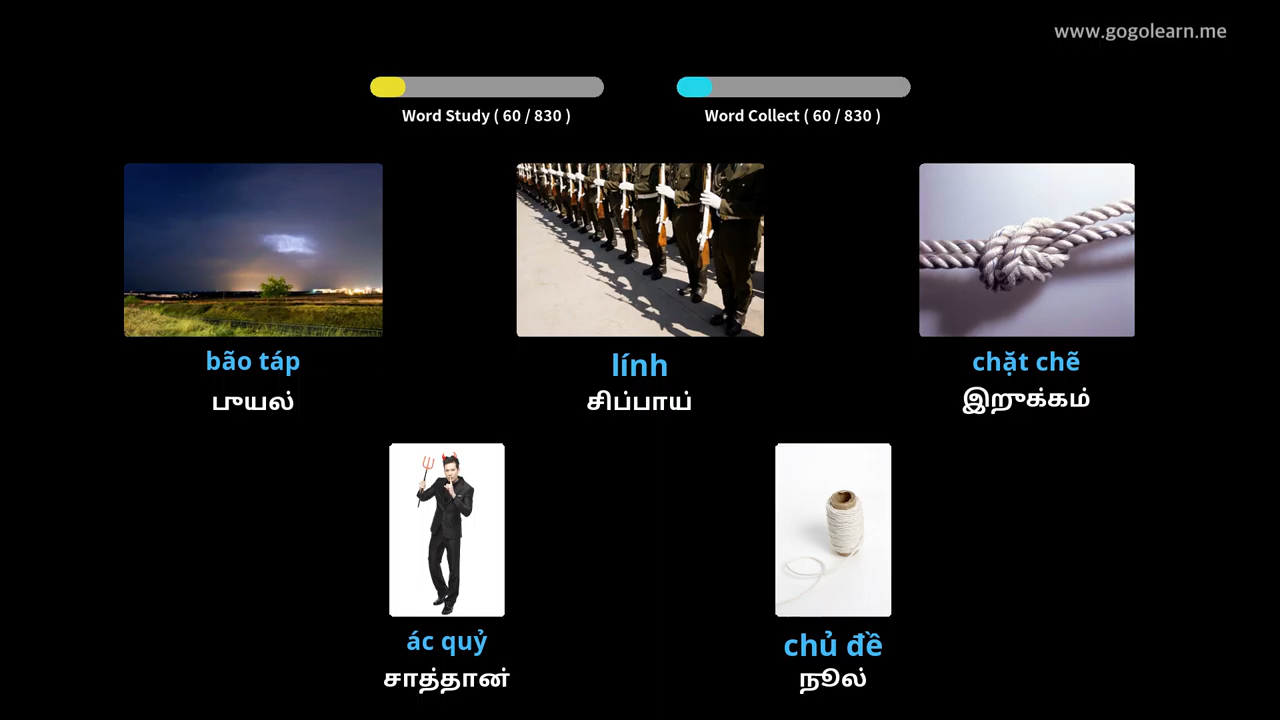 www.gogolearn.me
Word Study ( 60 / 830 )
Word Collect ( 60 / 830 )
bão táp
புயல்
lính
சிப்பாய்
chặt chẽ
இறுக்கம்
ác quỷ
சாத்தான்
chủ đề
நூல்